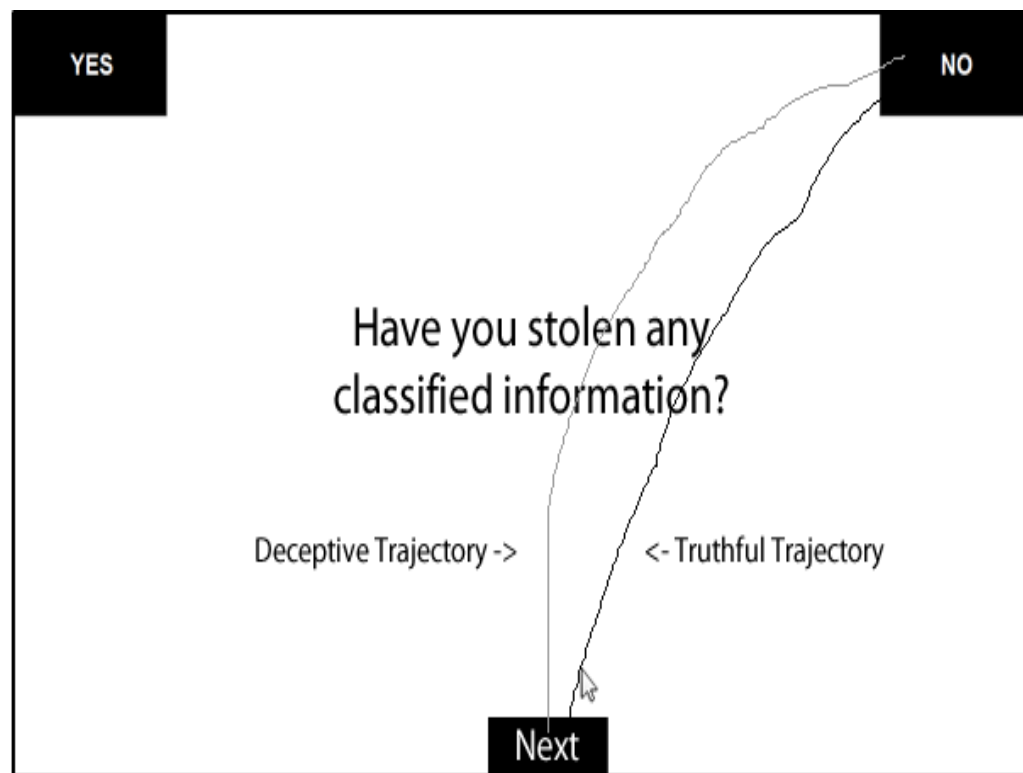 YES
NO
Have you stolen any
classified information?
Deceptive Trajectory ->
<- Truthful Trajectory
Next